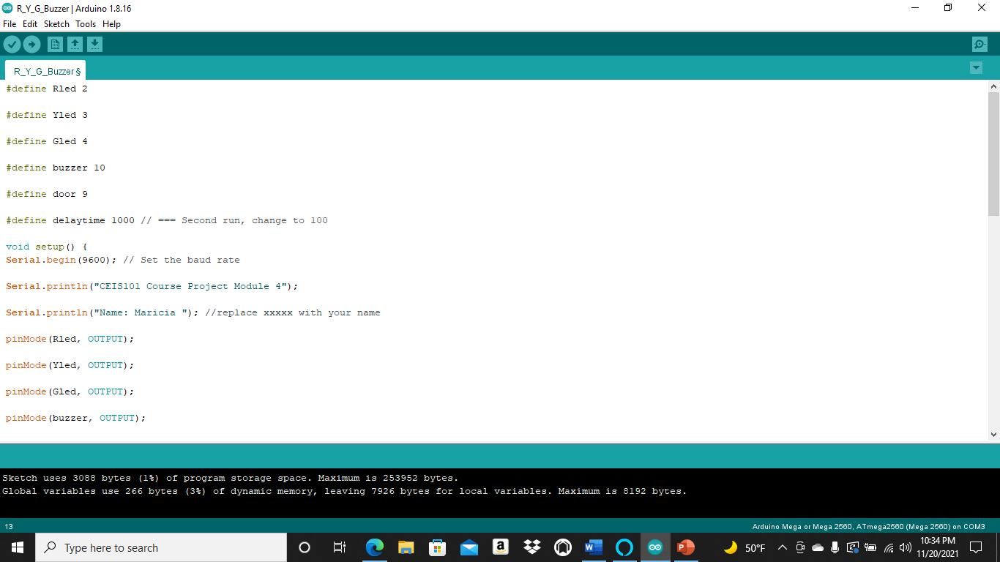 R_Y_G_Buzzer | Arduino 1.8.16
File Edit Sketch Tools Help
R_Y_G_Buzzer §
#define Rled 2
#define Yled 3
#define Gled 4
#define buzzer 10
#define door 9
#define delaytime 1000 // === Second run, change to 100
void setup() {
Serial.begin(9600); // Set the baud rate
Serial.println("CEIS101 Course Project Module 4");
Serial.println("Name: Maricia "); //replace xxxxx with your name
pinMode(Rled, OUTPUT);
pinMode(Yled, OUTPUT);
pinMode(Gled, OUTPUT);
pinMode(buzzer, OUTPUT);
Sketch uses 3088 bytes (1%) of program storage space. Maximum is 253952 bytes.
Global variables use 266 bytes (3%) of dynamic memory, leaving 7926 bytes for local variables. Maximum is 8192 bytes.
13 Arduino Mega or Mega 2560, ATmega2560 (Mega 2560) on COM3
Type here to search
50°F
10:34 PM
11/20/2021